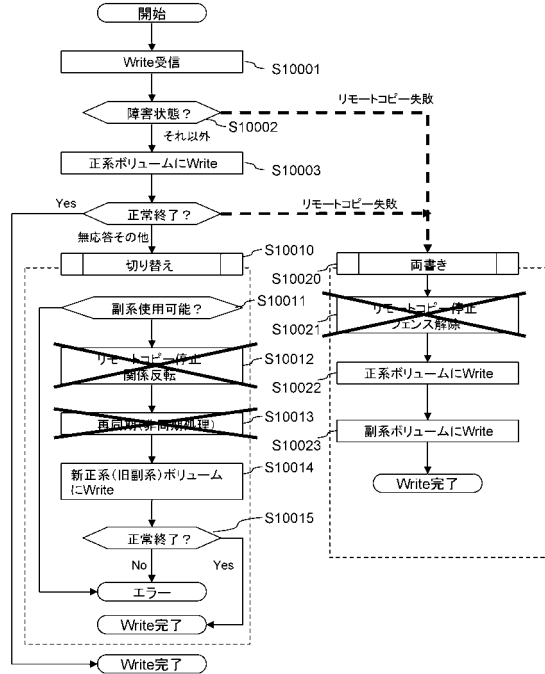 開始
Write受信
S10001
障害状態？
S10002
リモートコピー失敗
それ以外
正系ボリュームにWrite
S10003
Yes
正常終了？
リモートコピー失敗
無応答その他
切り替え
S10010
両書き
S10020
副系使用可能？
S10011
リモートコピー停止
フェンス解除
S10021
リモートコピー停止
関係反転
S10012
正系ボリュームにWrite
S10022
再同期(非同期処理)
S10013
副系ボリュームにWrite
S10023
新正系(旧副系)ボリューム
にWrite
S10014
Write完了
正常終了？
S10015
No
Yes
エラー
Write完了
Write完了